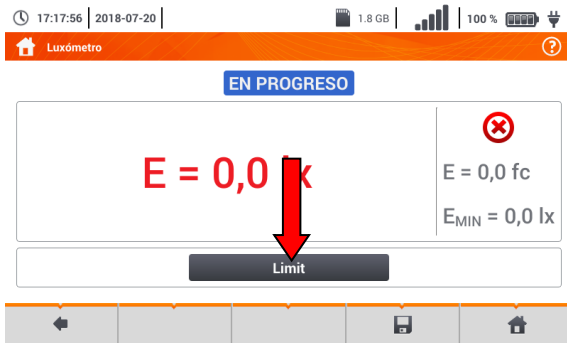 17:17:56 2018-07-20 1.8 GB 100 %
Luxómetro
EN PROGRESO
E = 0,0 lx
E = 0,0 fc
EMIN = 0,0 lx
Limit